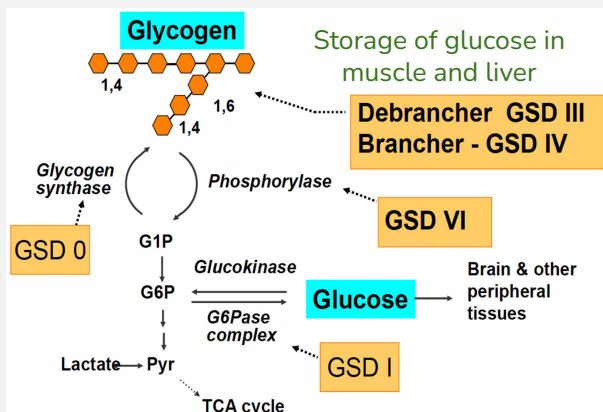 Glycogen
Storage of glucose in
muscle and liver
1,4
1,6
1,4
Debrancher GSD III
Brancher - GSD IV
Glycogen
synthase
Phosphorylase
GSD VI
GSD 0
G1P
Glucokinase
G6P
Glucose
Brain & other
peripheral
tissues
G6Pase
complex
GSD I
Lactate
Pyr
TCA cycle